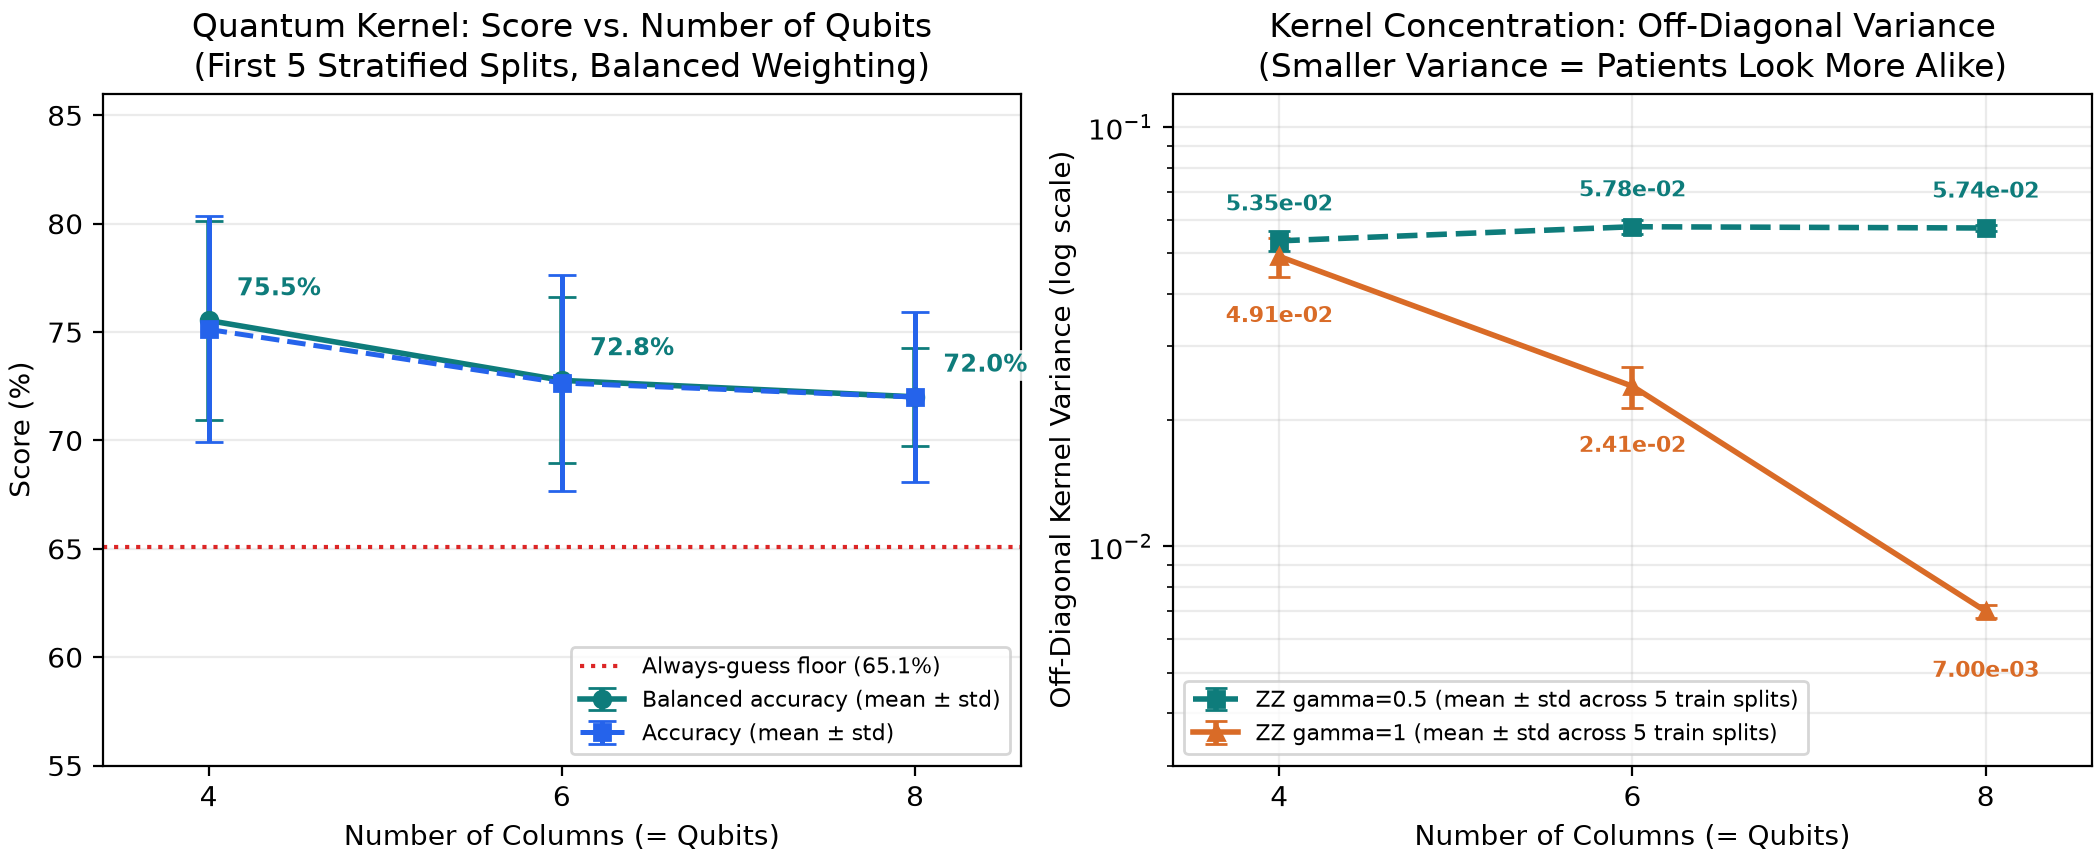 Quantum Kernel: Score vs. Number of Qubits
(First 5 Stratified Splits, Balanced Weighting)
Score (%)
85
80
75
70
65
60
55
75.5%
72.8%
72.0%
Always-guess floor (65.1%)
Balanced accuracy (mean ± std)
Accuracy (mean ± std)
4
6
8
Number of Columns (= Qubits)
Kernel Concentration: Off-Diagonal Variance
(Smaller Variance = Patients Look More Alike)
Off-Diagonal Kernel Variance (log scale)
10⁻¹
10⁻²
5.35e-02
5.78e-02
5.74e-02
4.91e-02
2.41e-02
7.00e-03
ZZ gamma=0.5 (mean ± std across 5 train splits)
ZZ gamma=1 (mean ± std across 5 train splits)
4
6
8
Number of Columns (= Qubits)